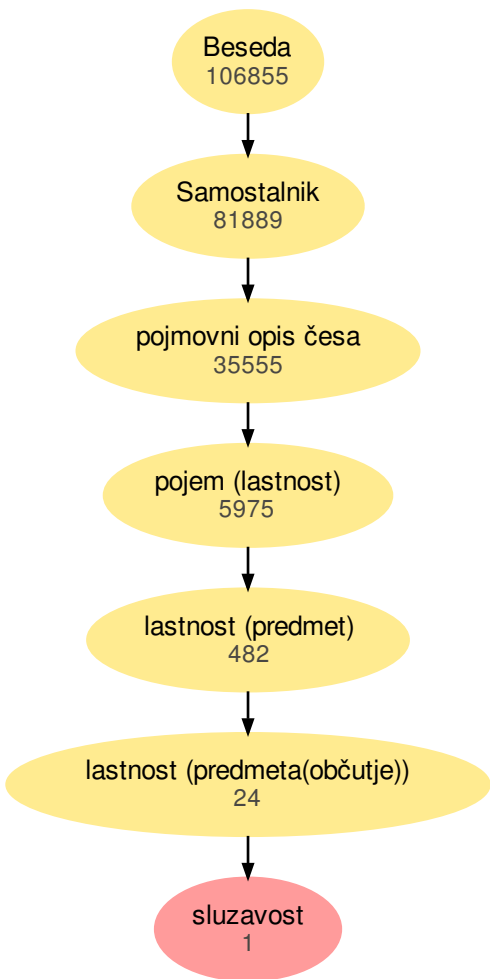 Beseda
106855
Samostalnik
81889
pojmovni opis česa
35555
pojem (lastnost)
5975
lastnost (predmet)
482
lastnost (predmeta(občutje))
24
sluzavost
1